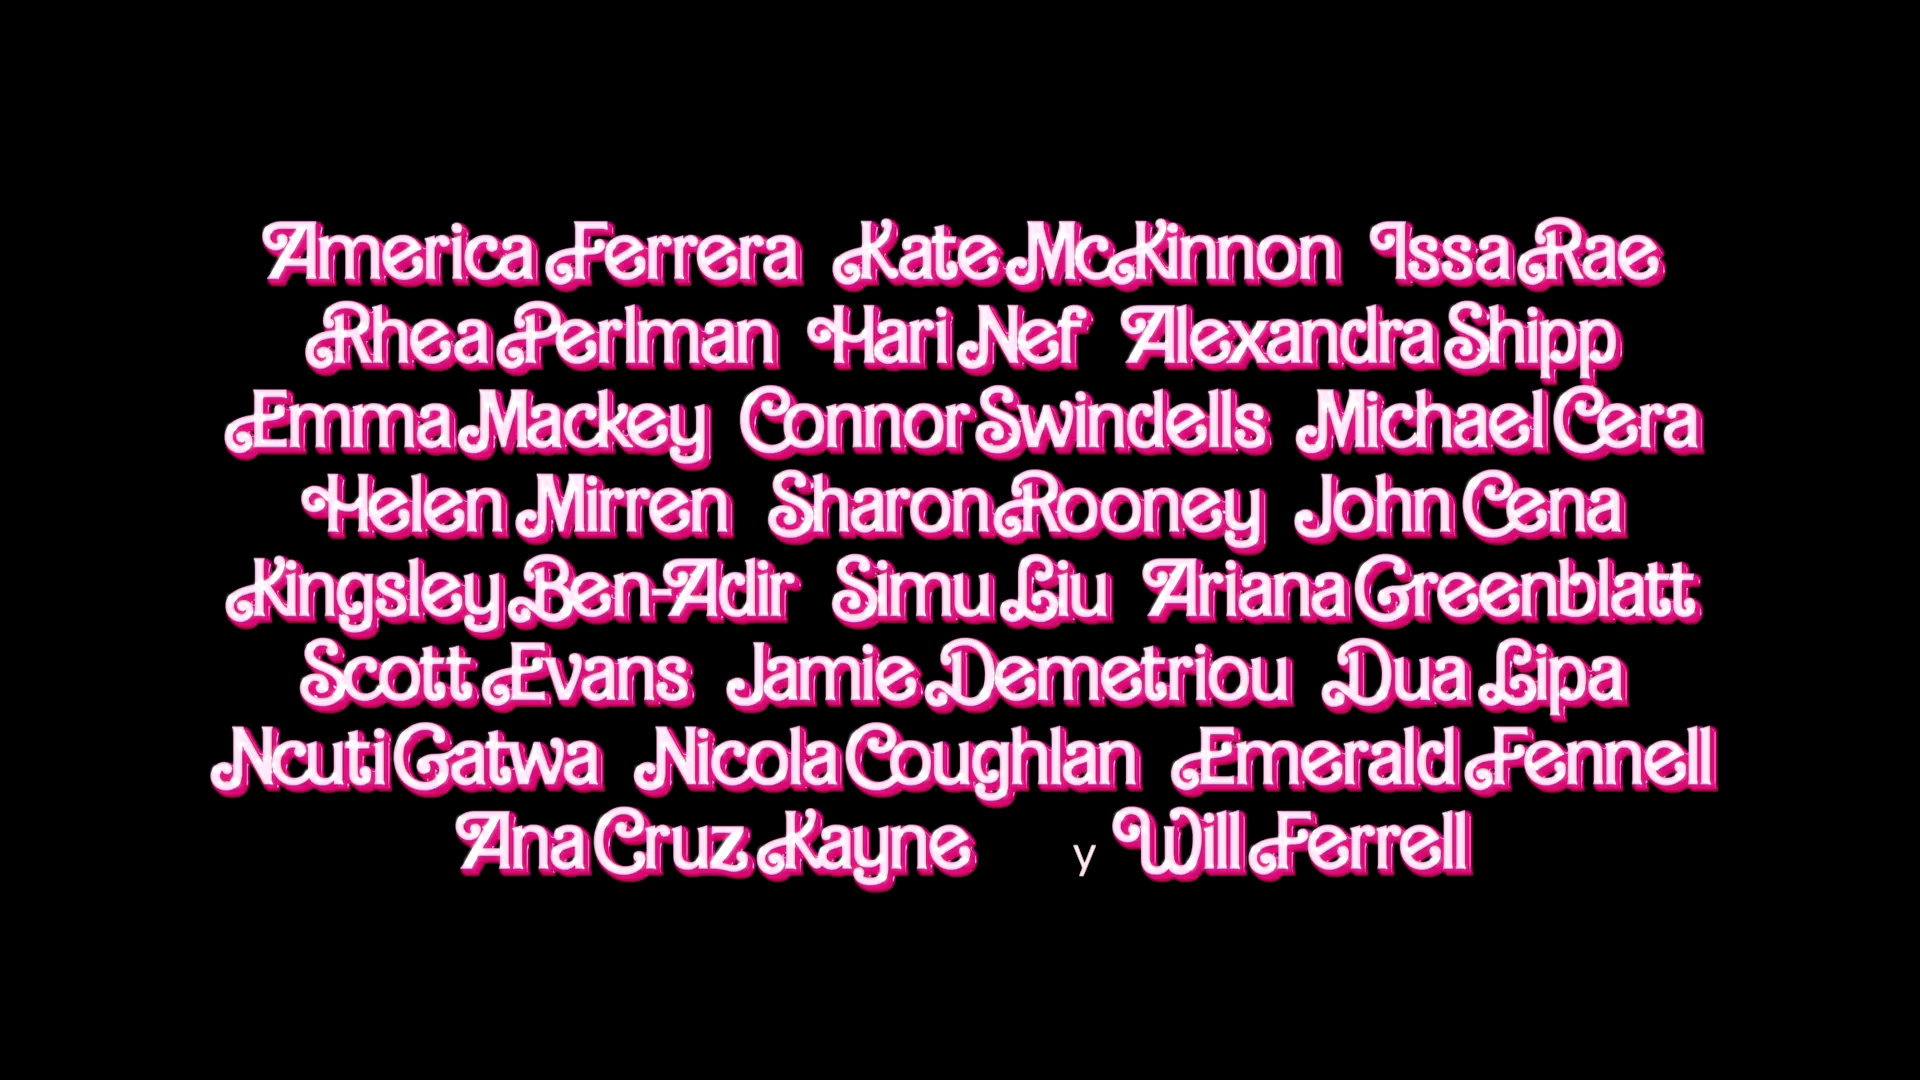 America Ferrera Kate McKinnon Issa Rae
Rhea Perlman Hari Nef Alexandra Shipp
Emma Mackey Connor Swindells Michael Cera
Helen Mirren Sharon Rooney John Cena
Kingsley Ben-Adir Simu Liu Ariana Greenblatt
Scott Evans Jamie Demetriou Dua Lipa
Ncuti Gatwa Nicola Coughlan Emerald Fennell
Ana Cruz Kayne y Will Ferrell